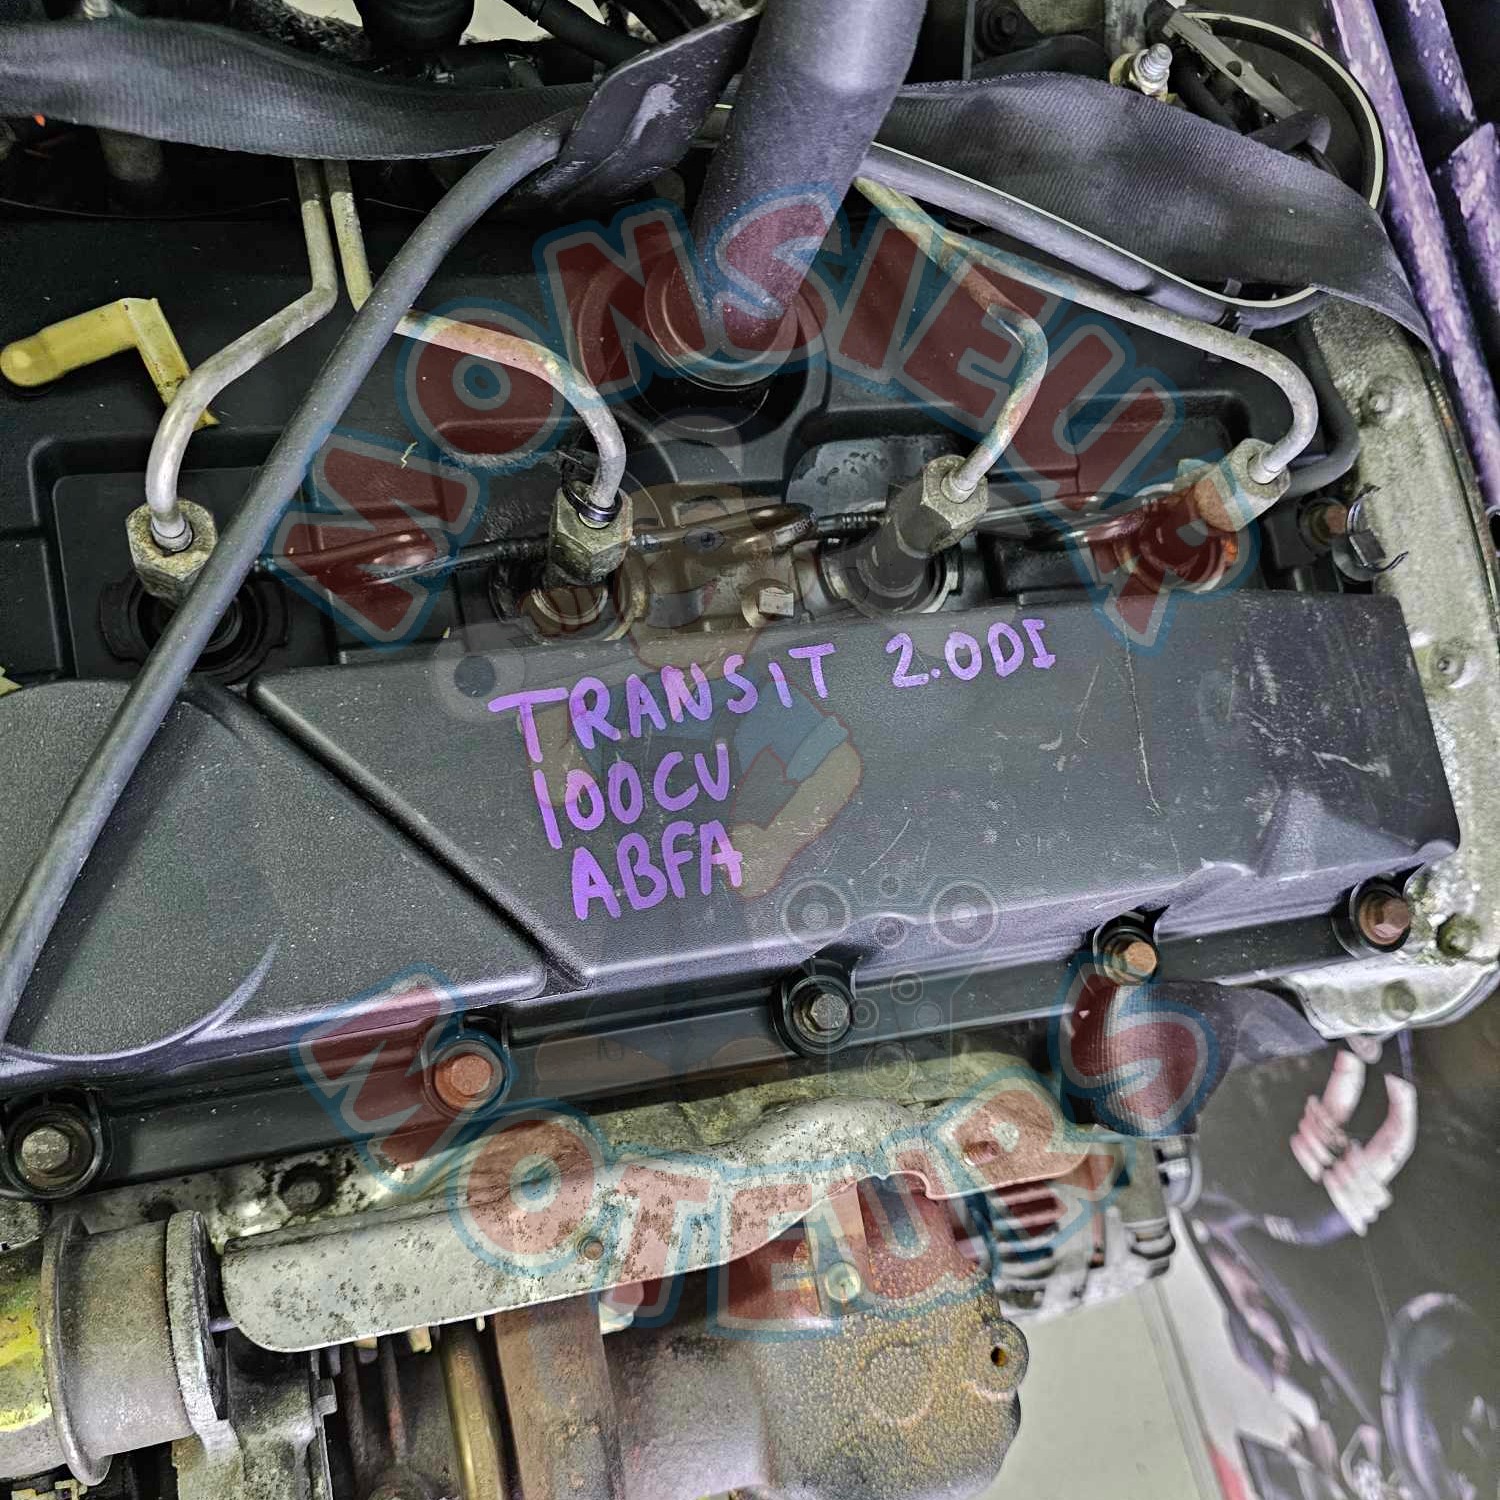 MONSIEUR
TRANSIT 2.0DI
100CV
ABFA
MOTEURS